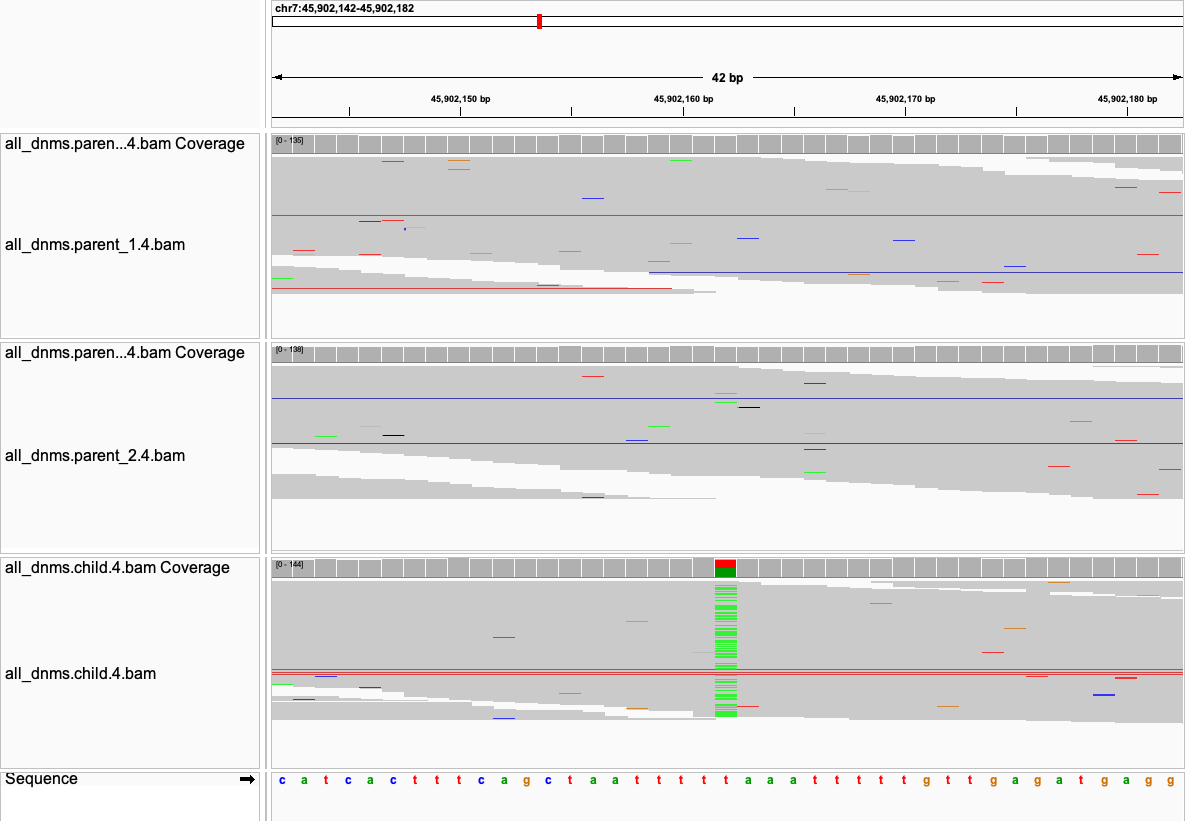 chr7:45,902,142-45,902,182
42 bp
45,902,150 bp 45,902,160 bp 45,902,170 bp 45,902,180 bp
all_dnms.paren...4.bam Coverage
[0 - 135]
all_dnms.parent_1.4.bam
all_dnms.paren...4.bam Coverage
[0 - 138]
all_dnms.parent_2.4.bam
all_dnms.child.4.bam Coverage
[0 - 144]
all_dnms.child.4.bam
Sequence c a t c a c t t t c a g c t a a t t t t t a a a t t t t t g t t g a g a t g a g g